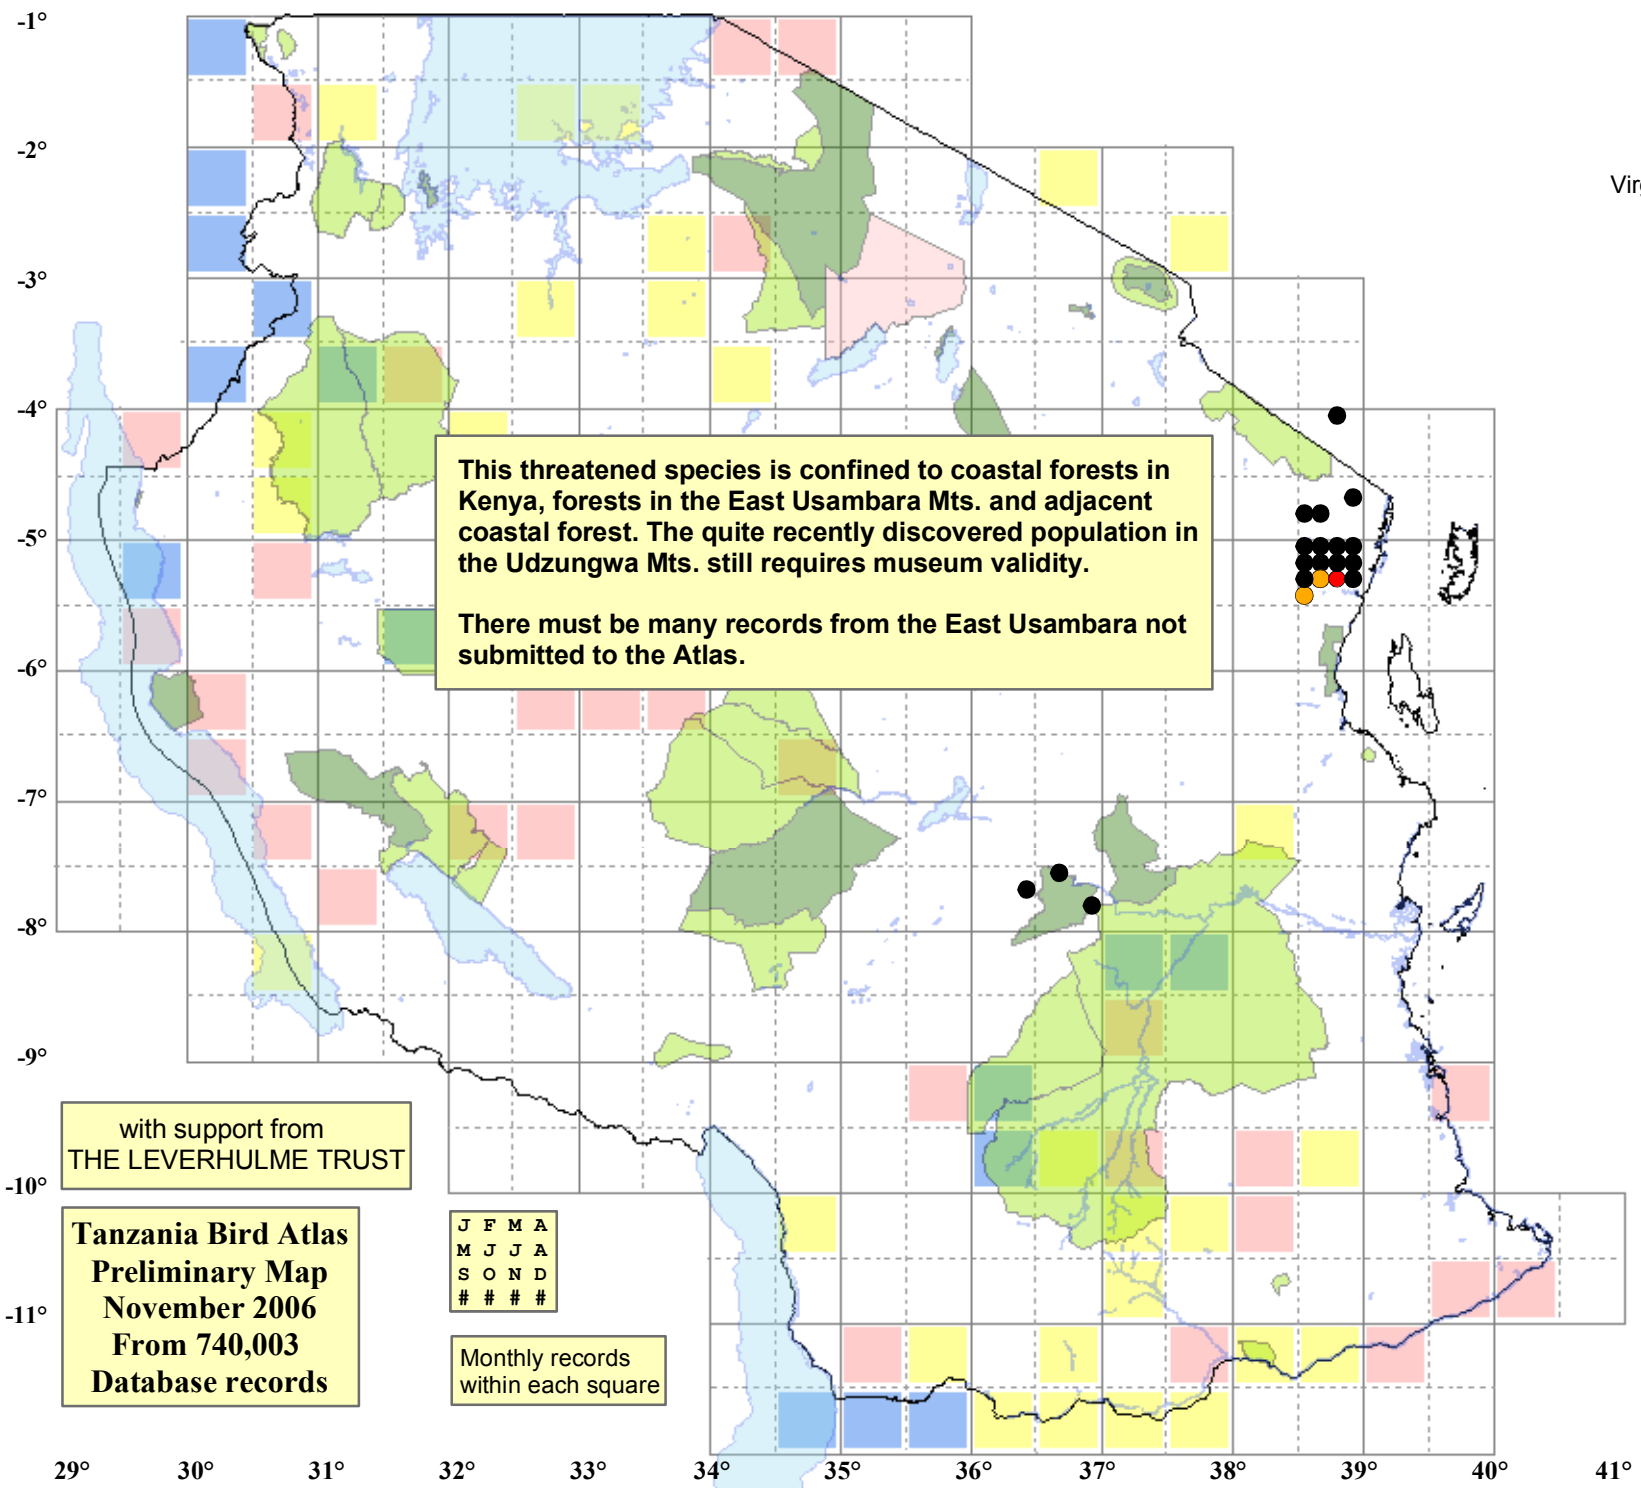 -1°
-2°
Virg
-3°
-4°
This threatened species is confined to coastal forests in
Kenya, forests in the East Usambara Mts. and adjacent
coastal forest. The quite recently discovered population in
the Udzungwa Mts. still requires museum validity.
There must be many records from the East Usambara not
submitted to the Atlas.
-5°
-6°
-7°
-8°
-9°
with support from
THE LEVERHULME TRUST
-10°
Tanzania Bird Atlas
Preliminary Map
November 2006
From 740,003
Database records
J F M A
M J J A
S O N D
# # # #
-11°
Monthly records
within each square
29° 30° 31° 32° 33° 34° 35° 36° 37° 38° 39° 40° 41°